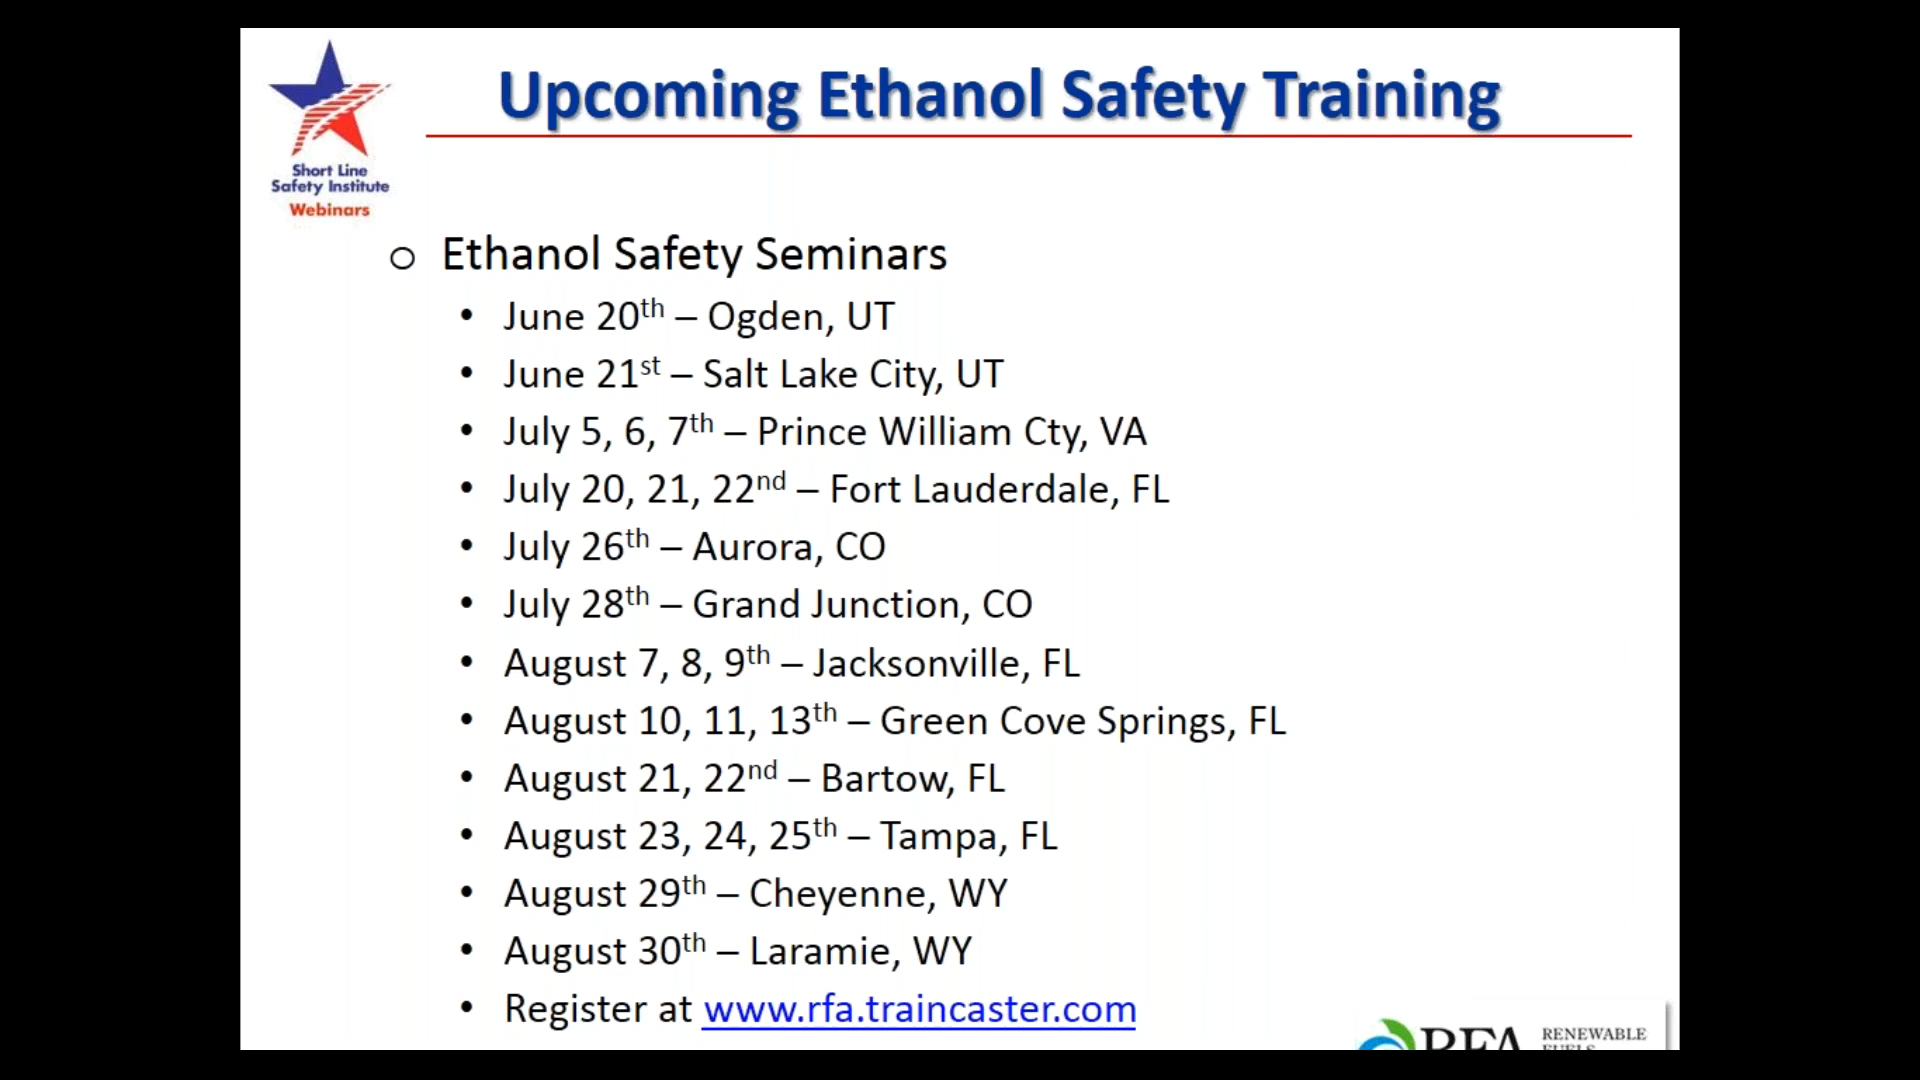 Short Line
Safety Institute
Webinars
Upcoming Ethanol Safety Training
o Ethanol Safety Seminars
• June 20th – Ogden, UT
• June 21st – Salt Lake City, UT
• July 5, 6, 7th – Prince William Cty, VA
• July 20, 21, 22nd – Fort Lauderdale, FL
• July 26th – Aurora, CO
• July 28th – Grand Junction, CO
• August 7, 8, 9th – Jacksonville, FL
• August 10, 11, 13th – Green Cove Springs, FL
• August 21, 22nd – Bartow, FL
• August 23, 24, 25th – Tampa, FL
• August 29th – Cheyenne, WY
• August 30th – Laramie, WY
• Register at www.rfa.traincaster.com
RFA RENEWABLE
FUELS